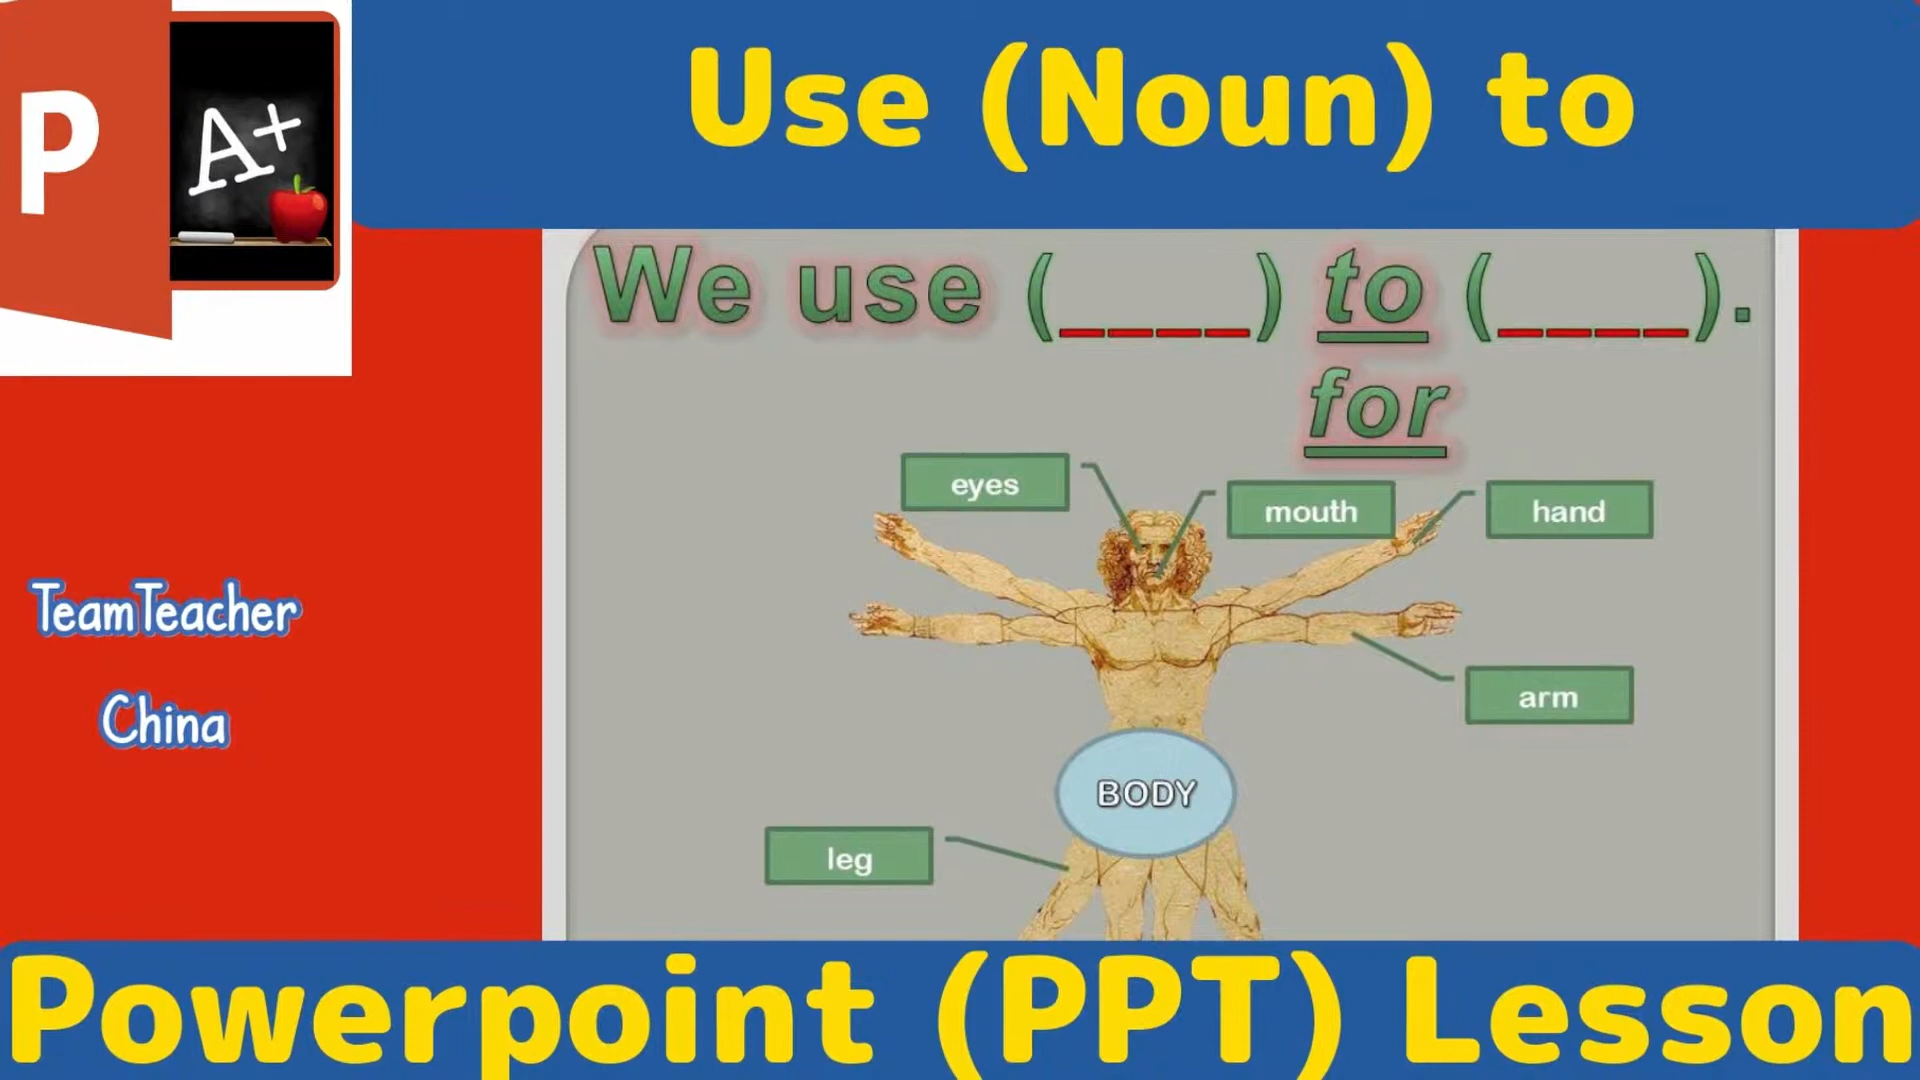 P
A+
Use (Noun) to
We use (____) to (____).
for
eyes
mouth
hand
arm
BODY
leg
TeamTeacher
China
Powerpoint (PPT) Lesson